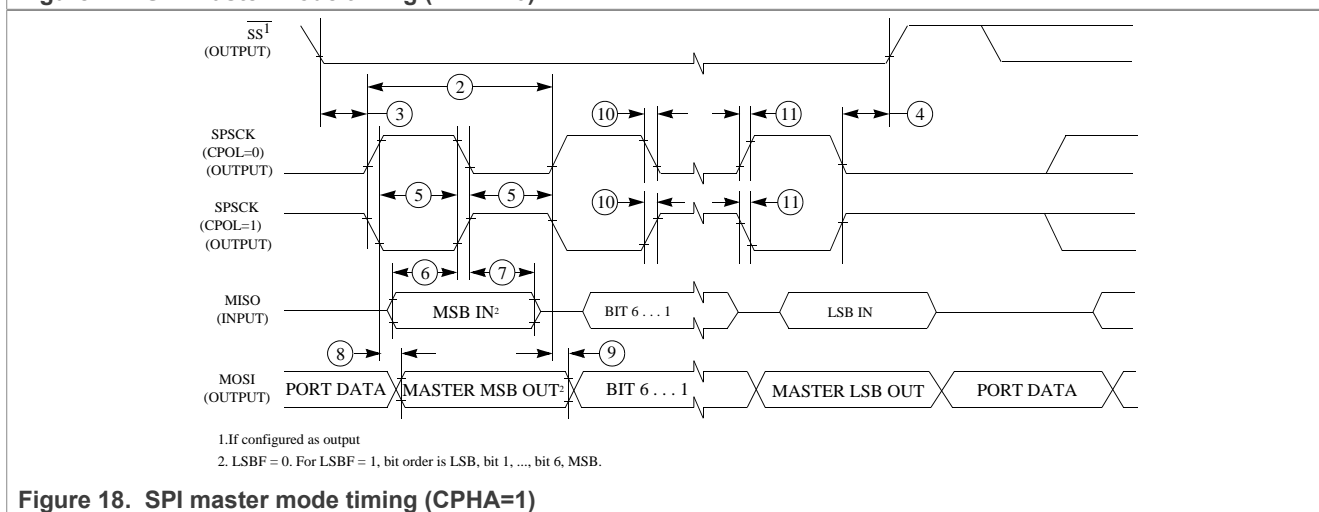 SS1
(OUTPUT)
2
3
10
11
4
SPSCK
(CPOL=0)
(OUTPUT)
5
5
SPSCK
(CPOL=1)
(OUTPUT)
10
11
6
7
MISO
(INPUT)
MSB IN2
BIT 6 . . . 1
LSB IN
8
9
MOSI
(OUTPUT)
PORT DATA
MASTER MSB OUT2
BIT 6 . . . 1
MASTER LSB OUT
PORT DATA
1.If configured as output
2. LSBF = 0. For LSBF = 1, bit order is LSB, bit 1, ..., bit 6, MSB.
Figure 18. SPI master mode timing (CPHA=1)